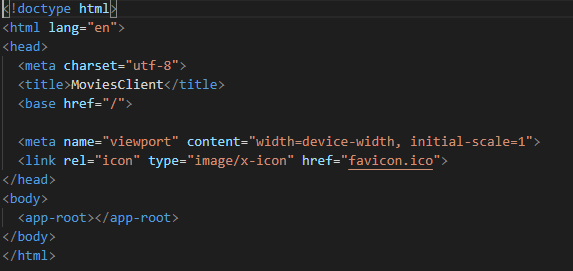 <!doctype html>
<html lang="en">
<head>
  <meta charset="utf-8">
  <title>MoviesClient</title>
  <base href="/">

  <meta name="viewport" content="width=device-width, initial-scale=1">
  <link rel="icon" type="image/x-icon" href="favicon.ico">
</head>
<body>
  <app-root></app-root>
</body>
</html>